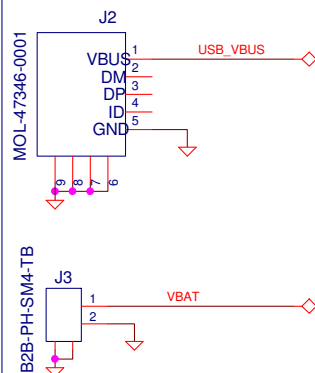 J2
MOL-47346-0001
VBUS 1 USB_VBUS
DM 2
DP 3
ID 4
GND 5
9 8 7 6
J3
B2B-PH-SM4-TB
1 VBAT
2